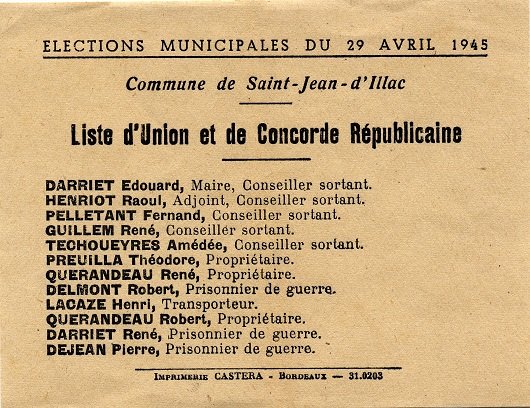 ELECTIONS MUNICIPALES DU 29 AVRIL 1945
Commune de Saint-Jean-d'Illac
Liste d'Union et de Concorde Républicaine
DARRIET Edouard, Maire, Conseiller sortant.
HENRIOT Raoul, Adjoint, Conseiller sortant.
PELLETANT Fernand, Conseiller sortant.
GUILLEM René, Conseiller sortant.
TECHOUEYRES Amédée, Conseiller sortant.
PREUILLA Théodore, Propriétaire.
QUERANDEAU René, Propriétaire.
DELMONT Robert, Prisonnier de guerre.
LACAZE Henri, Transporteur.
QUERANDEAU Robert, Propriétaire.
DARRIET René, Prisonnier de guerre.
DEJEAN Pierre, Prisonnier de guerre.
IMPRIMERIE CASTERA - BORDEAUX — 31.0203